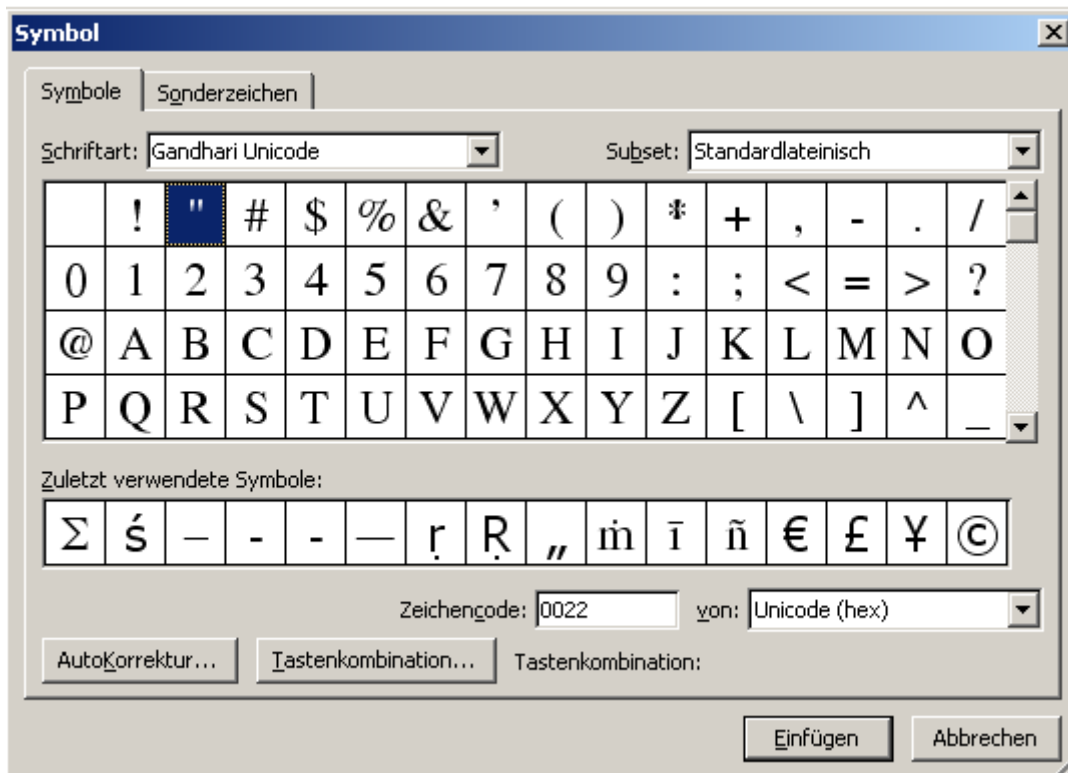 Symbol
Symbole Sonderzeichen
Schriftart: Gandhari Unicode Subset: Standardlateinisch
! " # $ % & ’ ( ) * + , - . /
0 1 2 3 4 5 6 7 8 9 : ; < = > ?
@ A B C D E F G H I J K L M N O
P Q R S T U V W X Y Z [ \ ] ^ _
Zuletzt verwendete Symbole:
Σ ś – - - — ṛ Ṛ „ ṁ ī ñ € £ ¥ ©
Zeichencode: 0022 von: Unicode (hex)
AutoKorrektur... Tastenkombination... Tastenkombination:
Einfügen Abbrechen